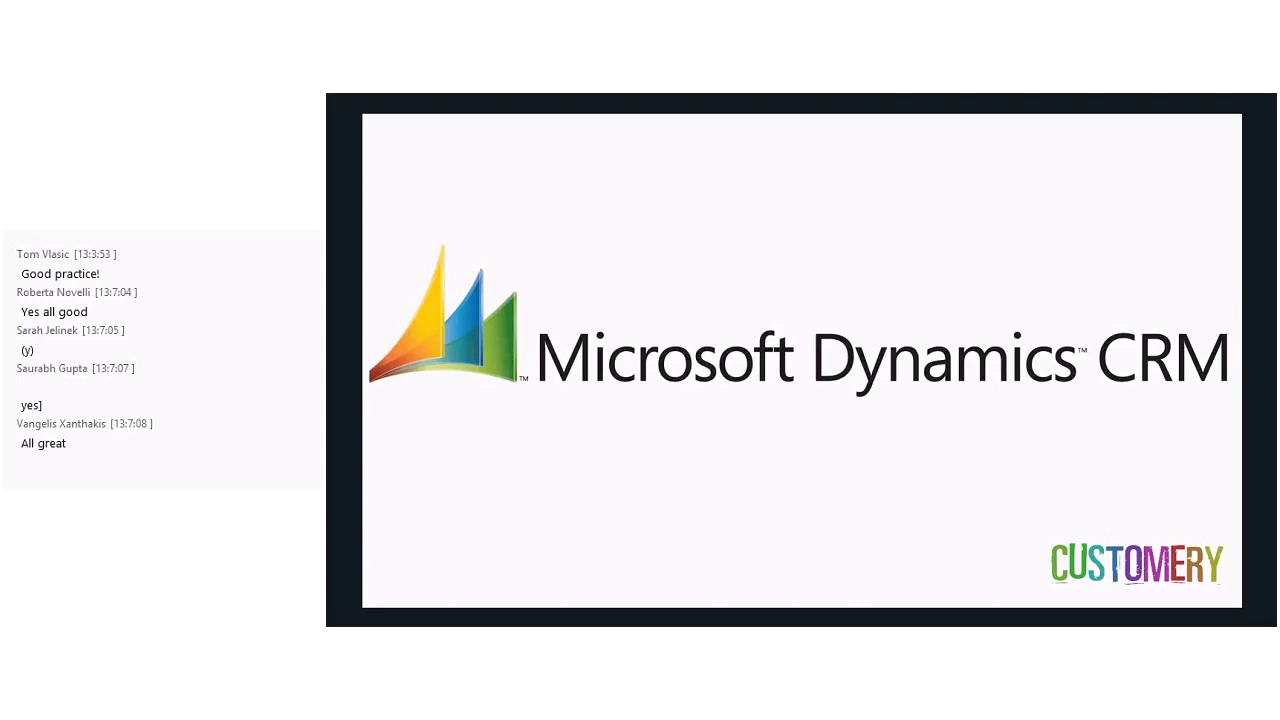 Tom Vlasic [13:3:53 ]
Good practice!
Roberta Novelli [13:7:04 ]
Yes all good
Sarah Jelinek [13:7:05 ]
(y)
Saurabh Gupta [13:7:07 ]
yes]
Vangelis Xanthakis [13:7:08 ]
All great
™ Microsoft Dynamics™ CRM
CUSTOMERY